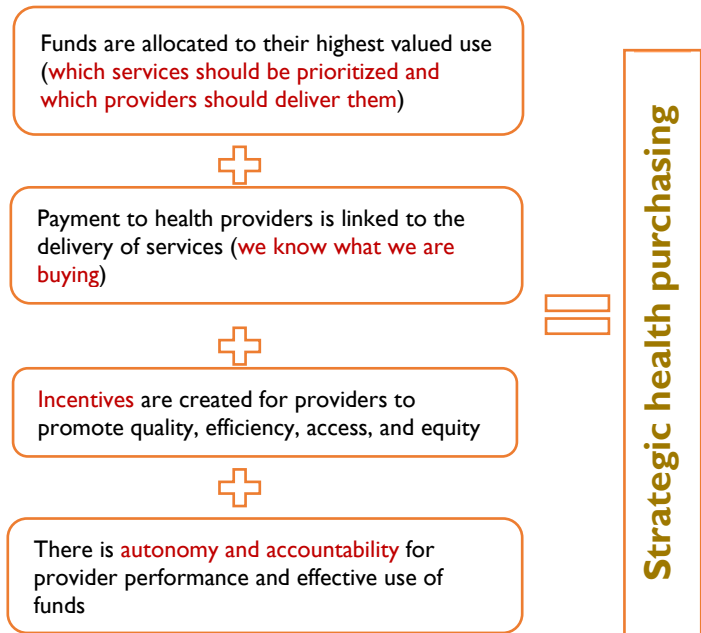 Funds are allocated to their highest valued use
(which services should be prioritized and
which providers should deliver them)
Payment to health providers is linked to the
delivery of services (we know what we are
buying)
Incentives are created for providers to
promote quality, efficiency, access, and equity
There is autonomy and accountability for
provider performance and effective use of
funds
Strategic health purchasing